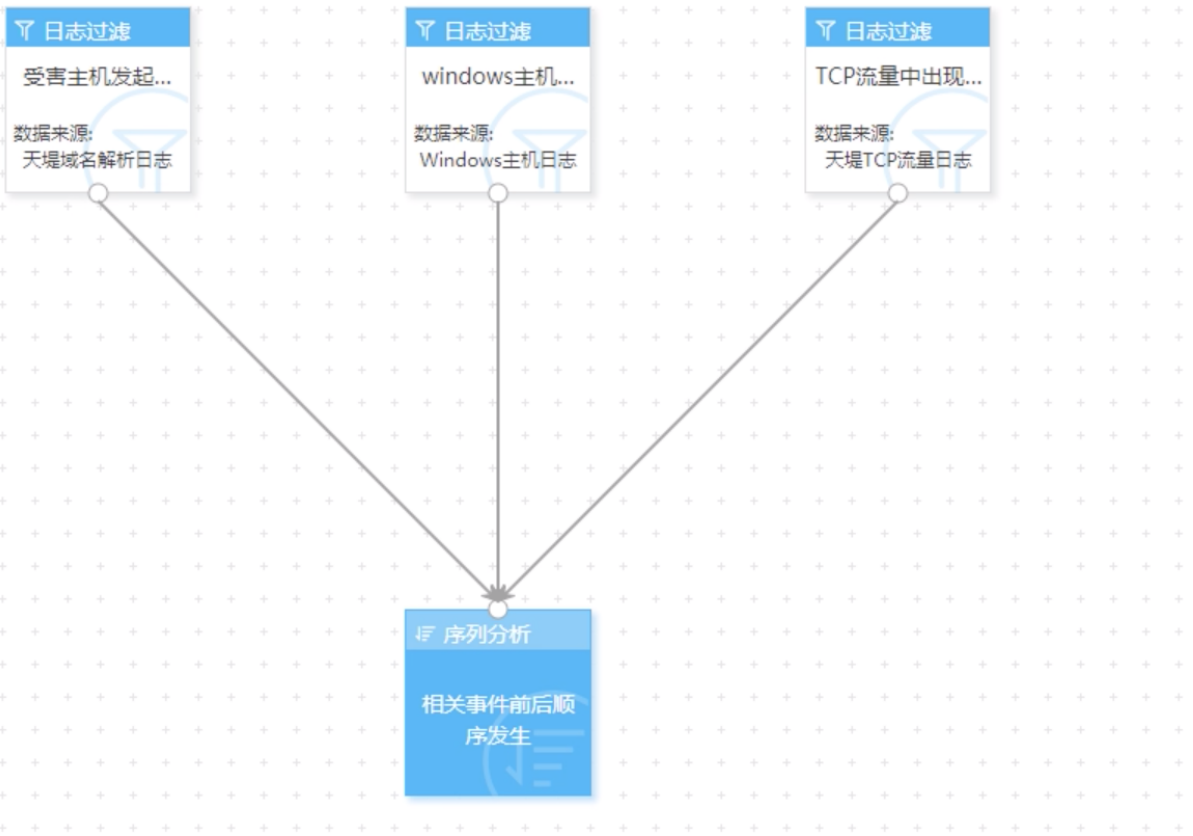 日志过滤
受害主机发起...
数据来源:
天堤域名解析日志
日志过滤
windows主机...
数据来源:
Windows主机日志
日志过滤
TCP流量中出现...
数据来源:
天堤TCP流量日志
序列分析
相关事件前后顺
序发生